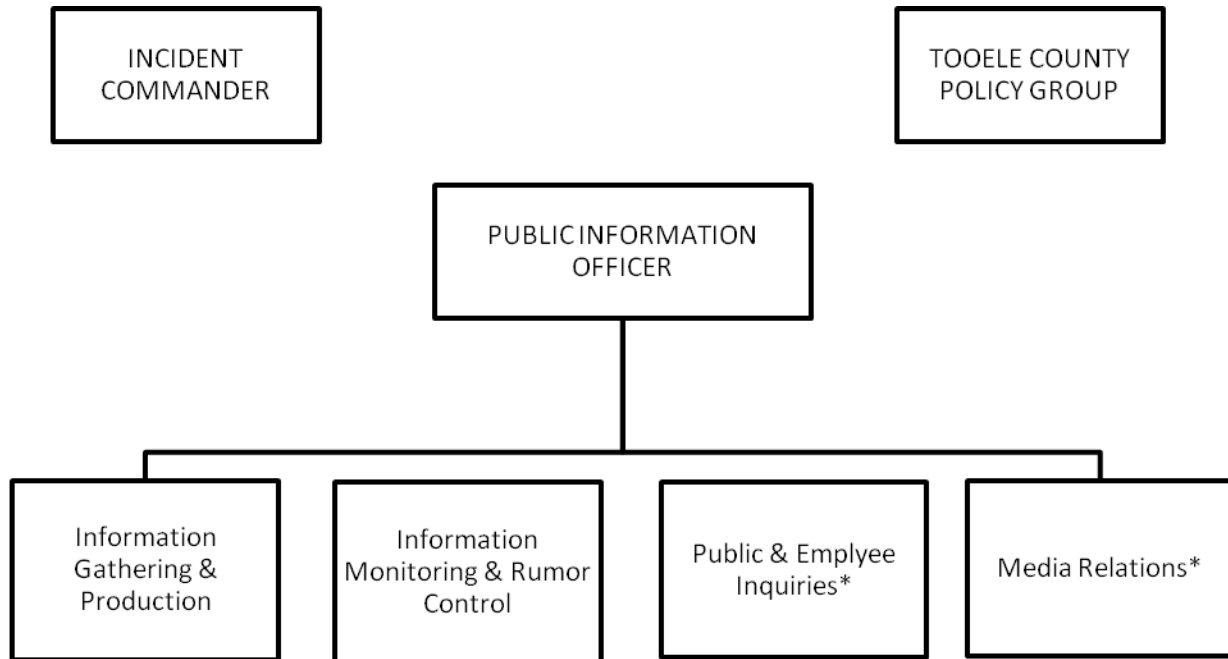 INCIDENT
COMMANDER
TOOELE COUNTY
POLICY GROUP
PUBLIC INFORMATION
OFFICER
Information
Gathering &
Production
Information
Monitoring & Rumor
Control
Public & Emplyee
Inquiries*
Media Relations*